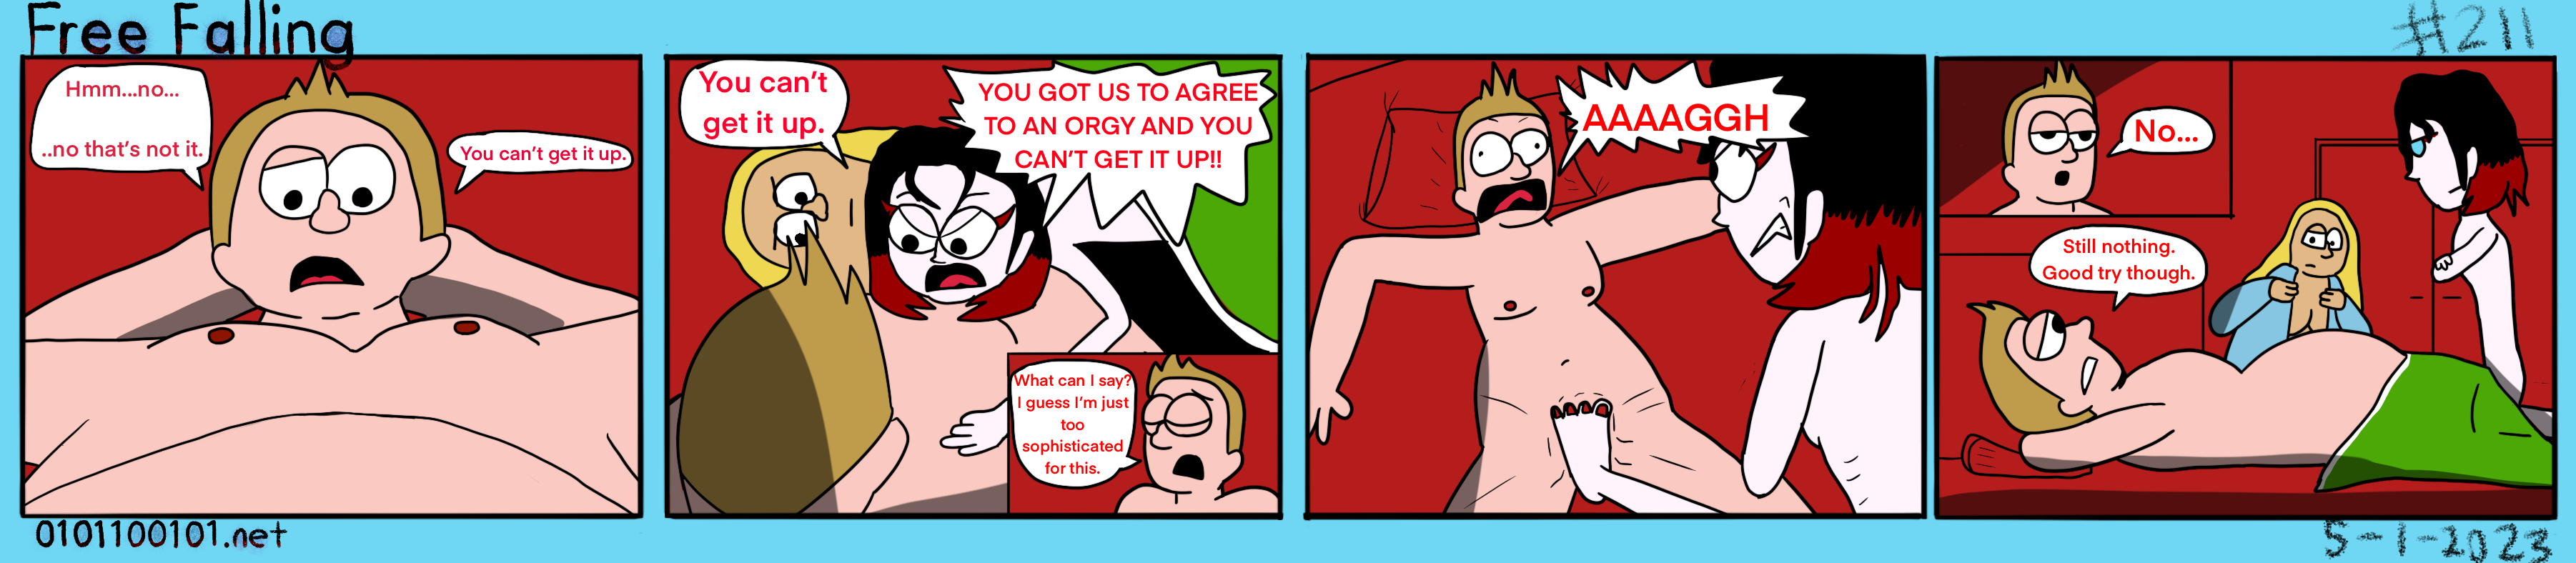 Free Falling
#211
Hmm...no...
..no that's not it.
You can't get it up.
You can't
get it up.
YOU GOT US TO AGREE
TO AN ORGY AND YOU
CAN'T GET IT UP!!
What can I say?
I guess I'm just
too
sophisticated
for this.
AAAAGGH
No...
Still nothing.
Good try though.
0101100101.net
5-1-2023